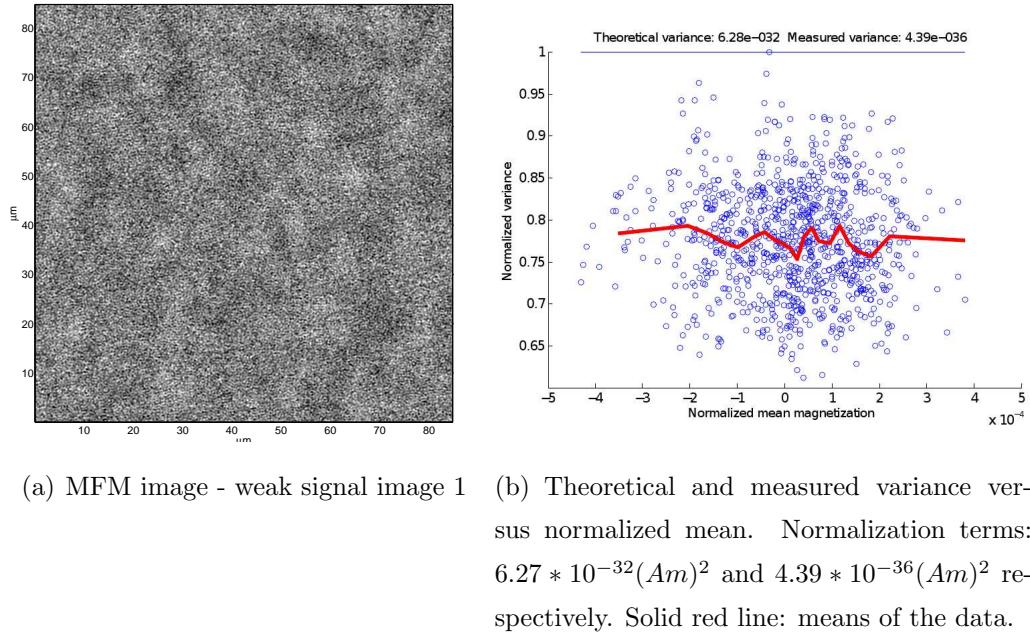 80
70
60
50
40
30
20
10
μm
10 20 30 40 50 60 70 80
μm
Theoretical variance: 6.28e−032 Measured variance: 4.39e−036
1
0.95
0.9
0.85
0.8
0.75
0.7
0.65
Normalized variance
−5 −4 −3 −2 −1 0 1 2 3 4 5
Normalized mean magnetization
x 10⁻⁴
(a) MFM image - weak signal image 1
(b) Theoretical and measured variance ver-
sus normalized mean. Normalization terms:
6.27 ∗ 10⁻³²(Am)² and 4.39 ∗ 10⁻³⁶(Am)² re-
spectively. Solid red line: means of the data.